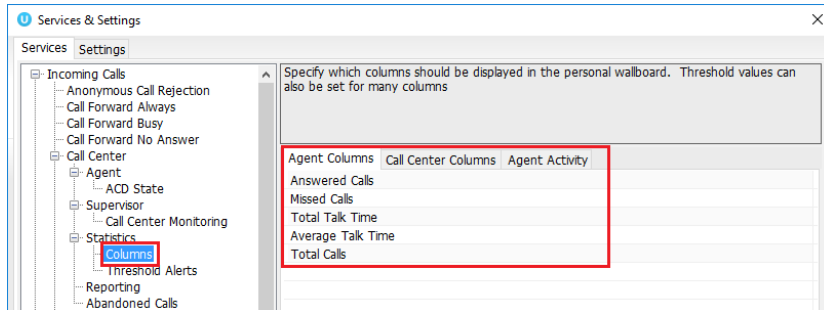 Services & Settings
Services Settings
Incoming Calls
Anonymous Call Rejection
Call Forward Always
Call Forward Busy
Call Forward No Answer
Call Center
Agent
ACD State
Supervisor
Call Center Monitoring
Statistics
Columns
Threshold Alerts
Reporting
Abandoned Calls
Specify which columns should be displayed in the personal wallboard. Threshold values can
also be set for many columns
Agent Columns Call Center Columns Agent Activity
Answered Calls
Missed Calls
Total Talk Time
Average Talk Time
Total Calls